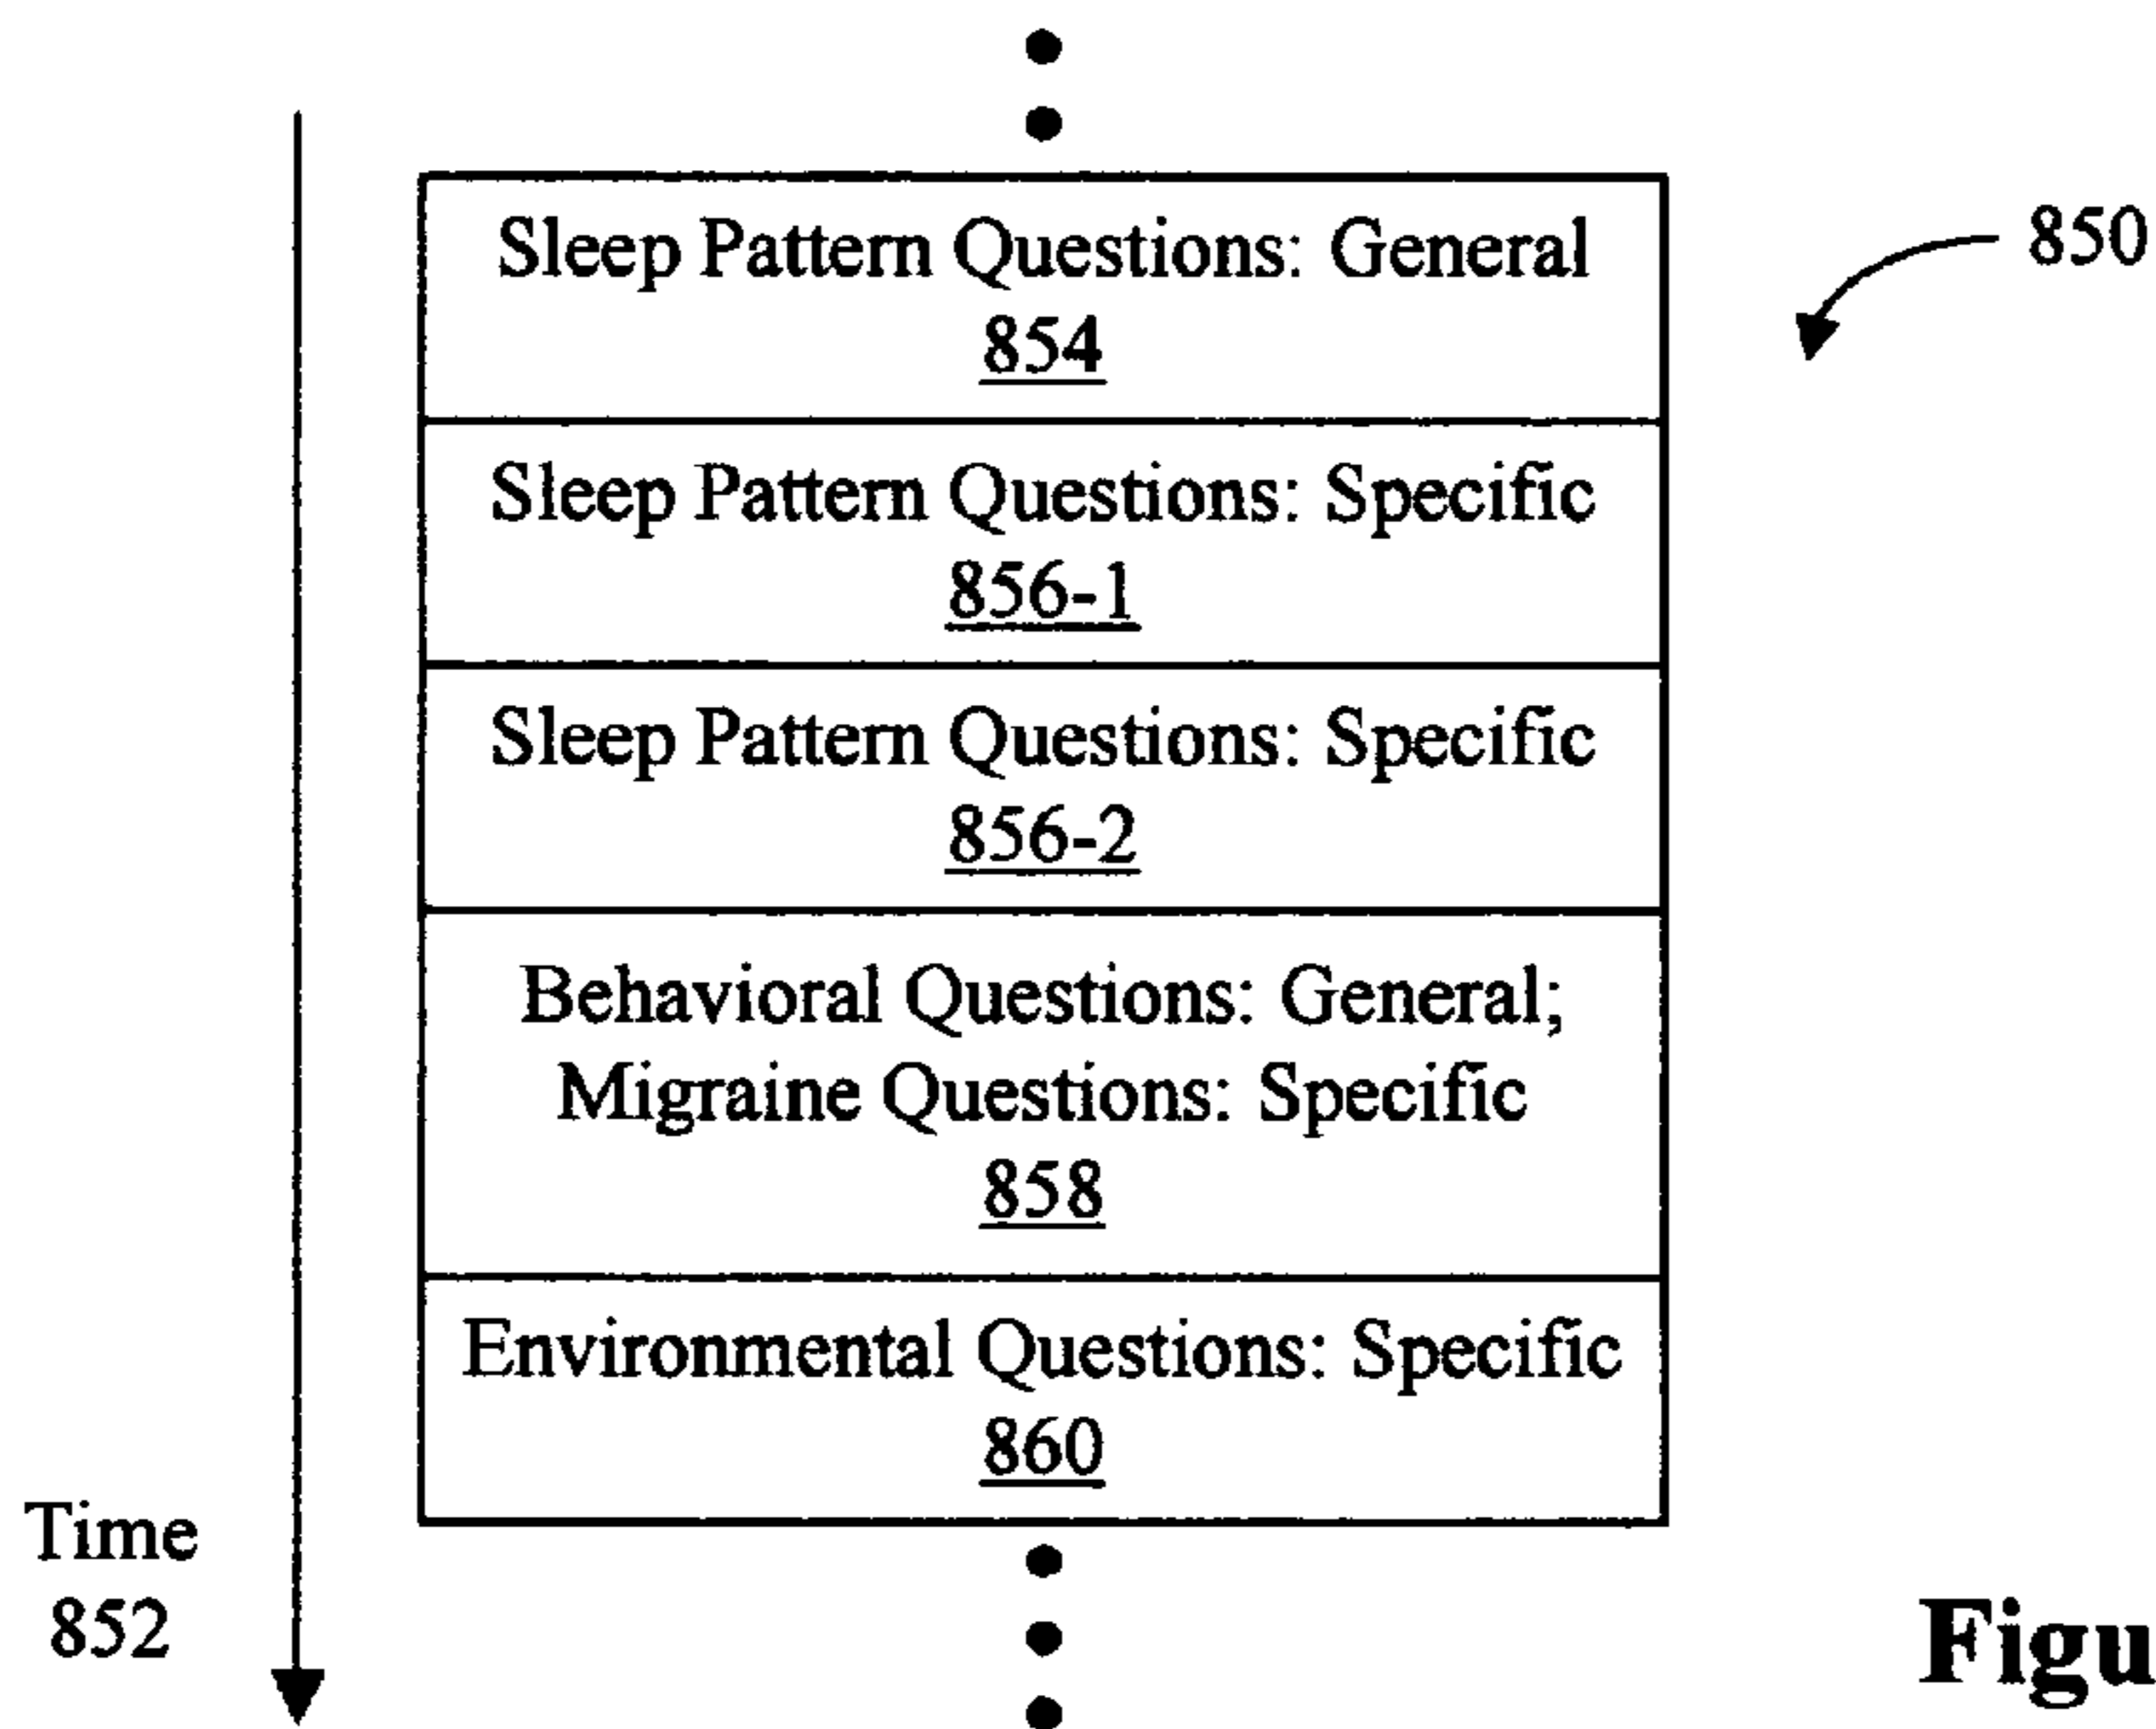 Sleep Pattern Questions: General
854
850
Sleep Pattern Questions: Specific
856-1
Sleep Pattern Questions: Specific
856-2
Behavioral Questions: General;
Migraine Questions: Specific
858
Environmental Questions: Specific
860
Time
852
Figu